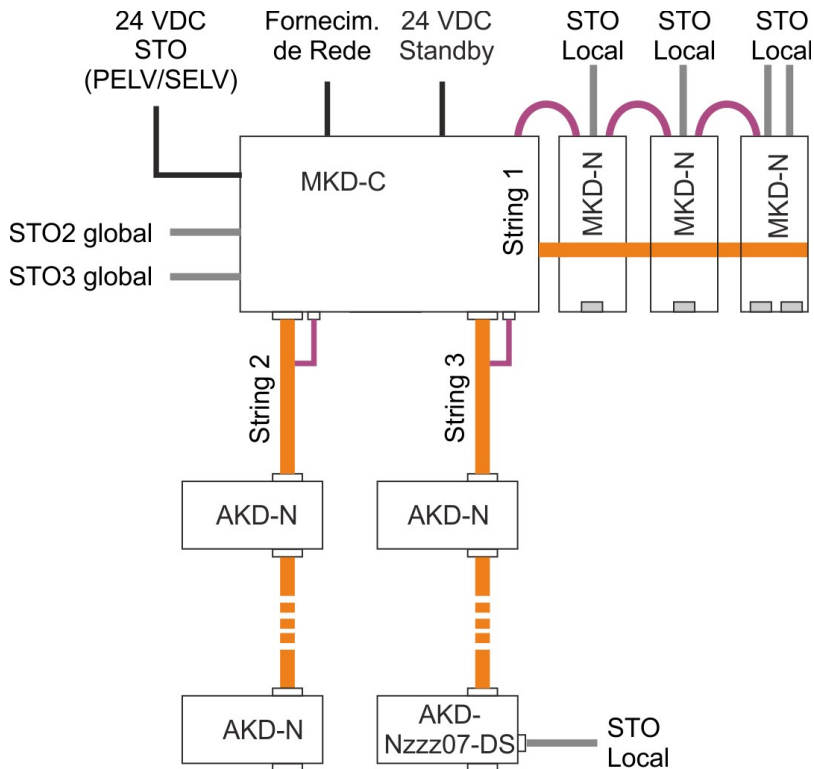 24 VDC
STO
(PELV/SELV)
Fornecim.
de Rede
24 VDC
Standby
STO
Local
STO
Local
STO
Local
MKD-C
String 1
MKD-N
MKD-N
MKD-N
STO2 global
STO3 global
String 2
String 3
AKD-N
AKD-N
AKD-N
AKD-
Nzzz07-DS
STO
Local